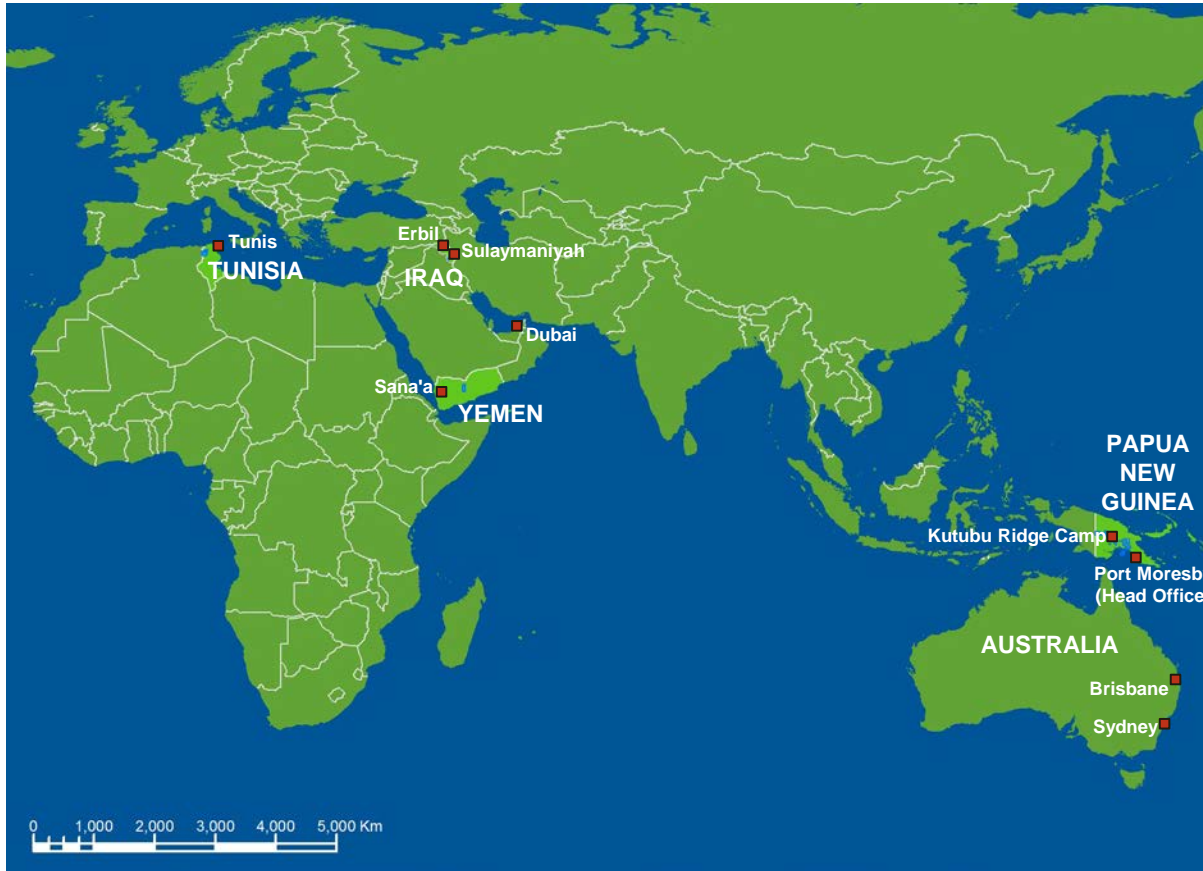 Tunis
TUNISIA
Erbil
Sulaymaniyah
IRAQ
Dubai
Sana'a
YEMEN
PAPUA
NEW
GUINEA
Kutubu Ridge Camp
Port Moresb
(Head Office
AUSTRALIA
Brisbane
Sydney
0 1,000 2,000 3,000 4,000 5,000 Km